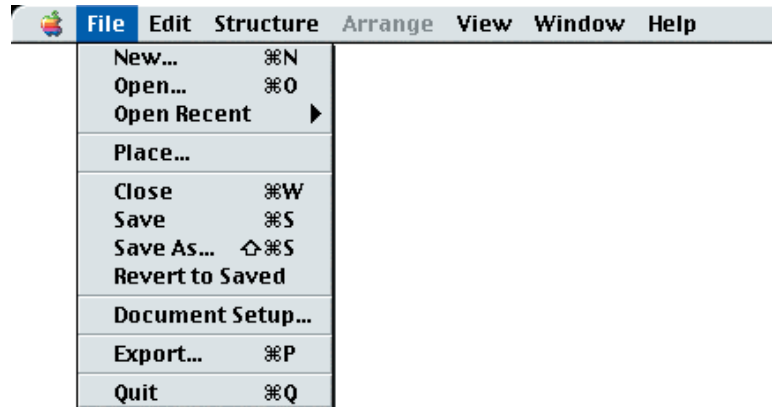 File Edit Structure Arrange View Window Help
New... ⌘N
Open... ⌘O
Open Recent
Place...
Close ⌘W
Save ⌘S
Save As... ⇧⌘S
Revert to Saved
Document Setup...
Export... ⌘P
Quit ⌘Q